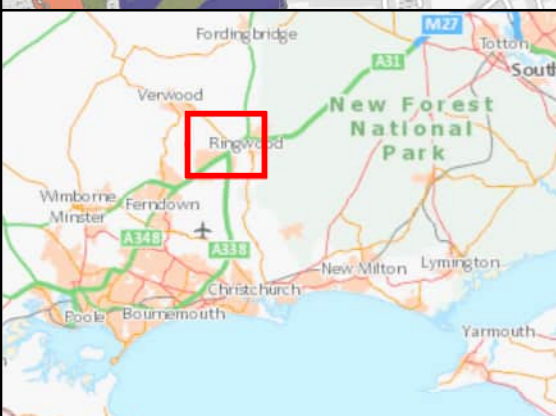 M27
Fordingbridge
Totton
South
A31
Verwood
New Forest
National
Park
Ringwood
Wimborne
Minster
Ferndown
A348
A338
New Milton
Lymington
Christchurch
Poole
Bournemouth
Yarmouth